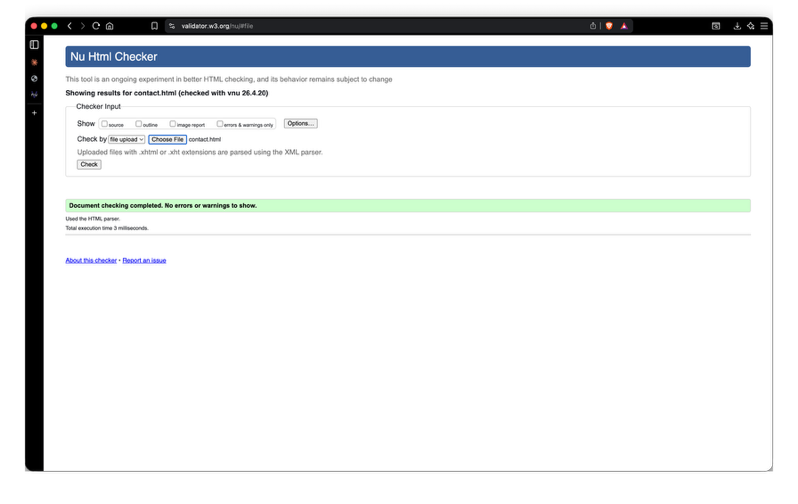 validator.w3.org/nu/#file
Nu Html Checker
This tool is an ongoing experiment in better HTML checking, and its behavior remains subject to change
Showing results for contact.html (checked with vnu 26.4.20)
Checker Input
Show source outline image report errors & warnings only Options...
Check by file upload Choose File contact.html
Uploaded files with .xhtml or .xht extensions are parsed using the XML parser.
Check
Document checking completed. No errors or warnings to show.
Used the HTML parser.
Total execution time 3 milliseconds.
About this checker • Report an issue